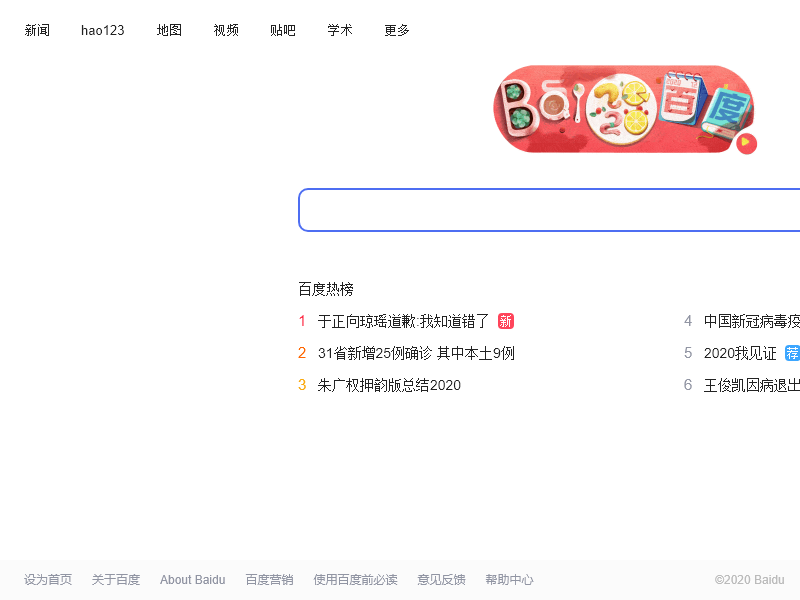 新闻 hao123 地图 视频 贴吧 学术 更多
Bai 2020 百度
百度热榜
1 于正向琼瑶道歉:我知道错了 新 4 中国新冠病毒疫
2 31省新增25例确诊 其中本土9例 5 2020我见证 荐
3 朱广权押韵版总结2020 6 王俊凯因病退出
设为首页 关于百度 About Baidu 百度营销 使用百度前必读 意见反馈 帮助中心 ©2020 Baidu